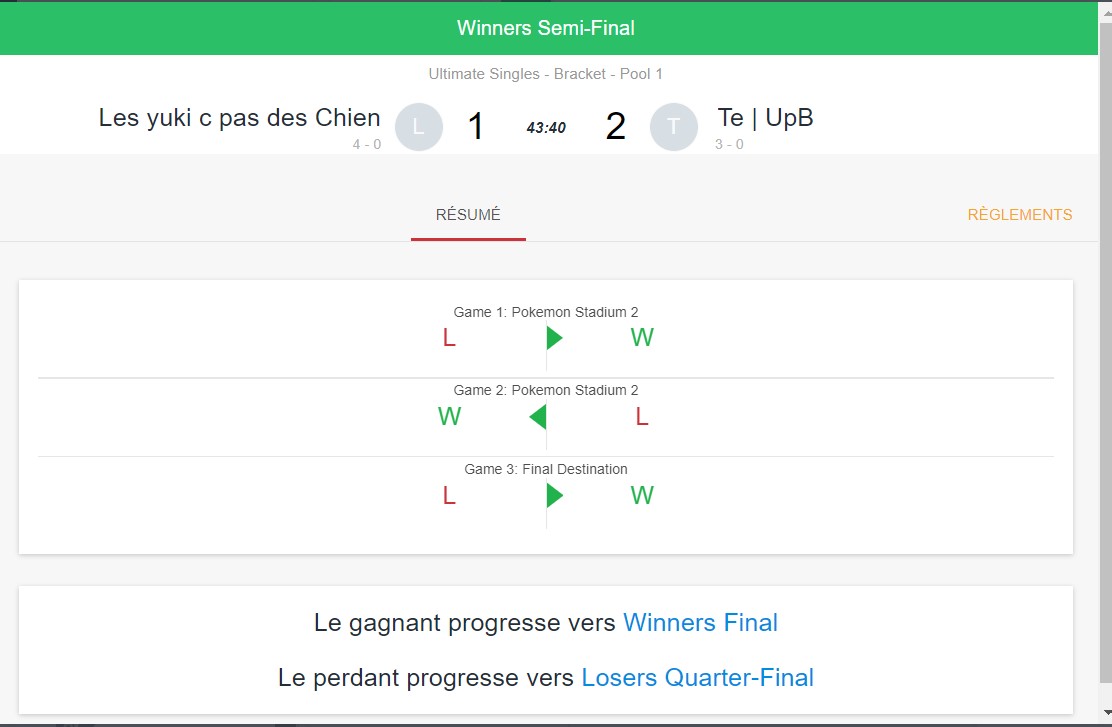 Winners Semi-Final
Ultimate Singles - Bracket - Pool 1
Les yuki c pas des Chien L 1 43:40 2 T Te | UpB
4 - 0 3 - 0
RÉSUMÉ RÈGLEMENTS
Game 1: Pokemon Stadium 2
L W
Game 2: Pokemon Stadium 2
W L
Game 3: Final Destination
L W
Le gagnant progresse vers Winners Final
Le perdant progresse vers Losers Quarter-Final